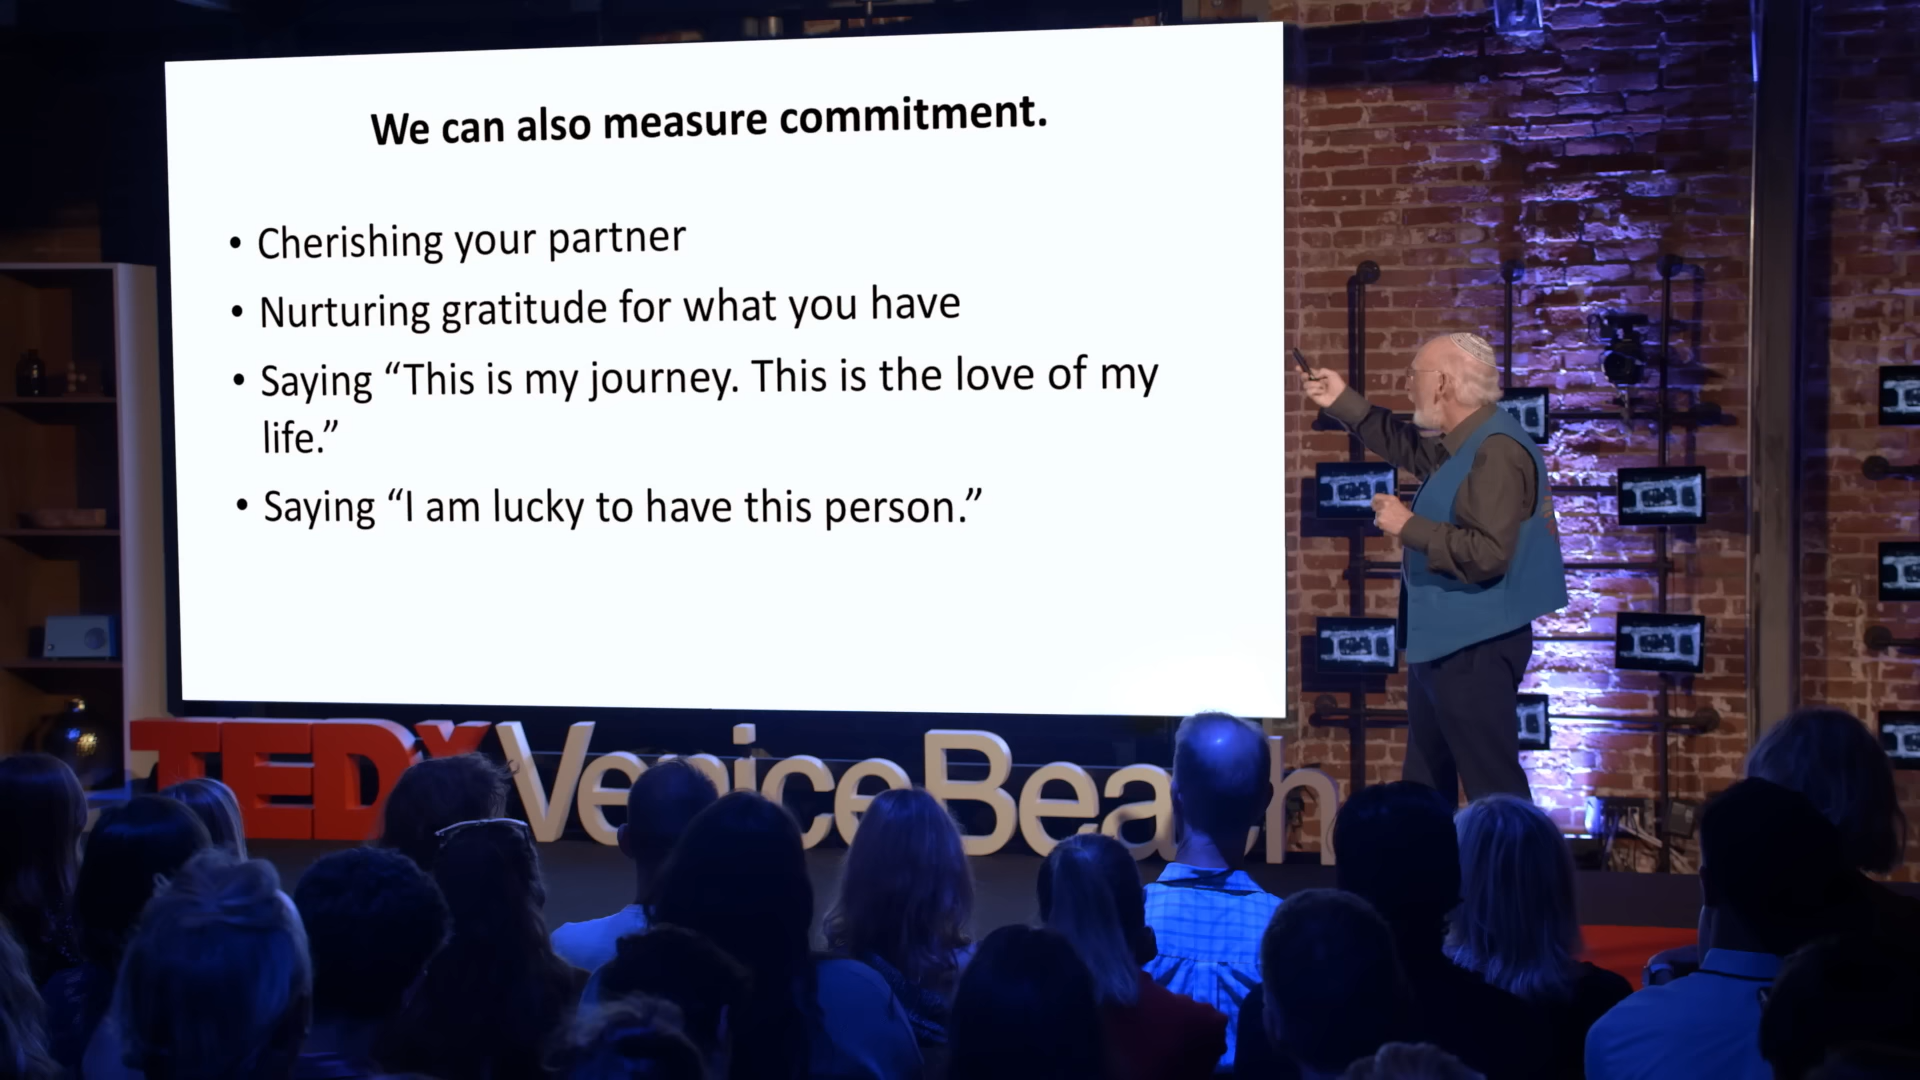 We can also measure commitment.
• Cherishing your partner
• Nurturing gratitude for what you have
• Saying “This is my journey. This is the love of my
life.”
• Saying “I am lucky to have this person.”
TEDxVeniceBeach